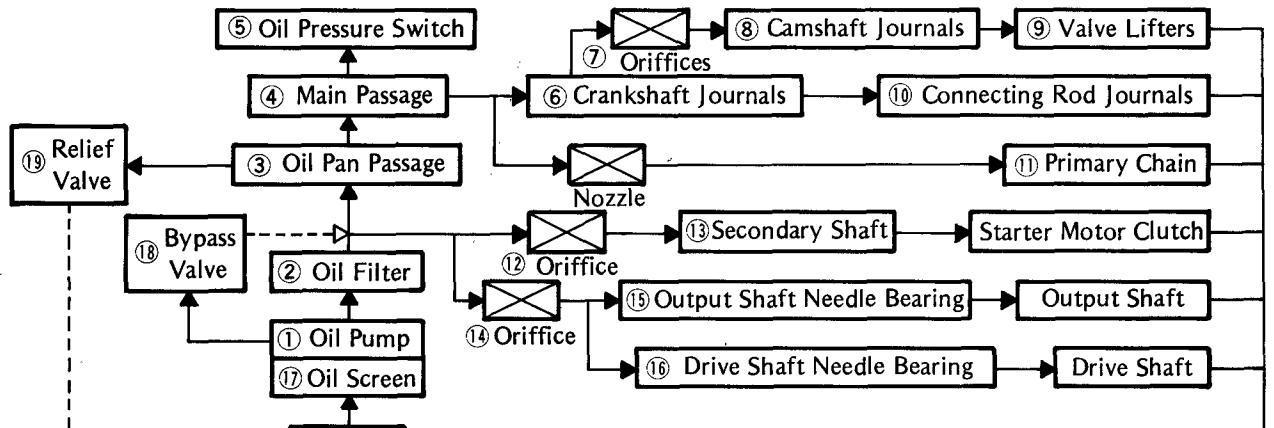 ⑤ Oil Pressure Switch
⑦ Orifices
⑧ Camshaft Journals
⑨ Valve Lifters
④ Main Passage
⑥ Crankshaft Journals
⑩ Connecting Rod Journals
⑲ Relief
Valve
③ Oil Pan Passage
Nozzle
⑪ Primary Chain
⑱ Bypass
Valve
② Oil Filter
⑫ Oriffice
⑬ Secondary Shaft
Starter Motor Clutch
① Oil Pump
⑭ Oriffice
⑮ Output Shaft Needle Bearing
Output Shaft
⑰ Oil Screen
⑯ Drive Shaft Needle Bearing
Drive Shaft